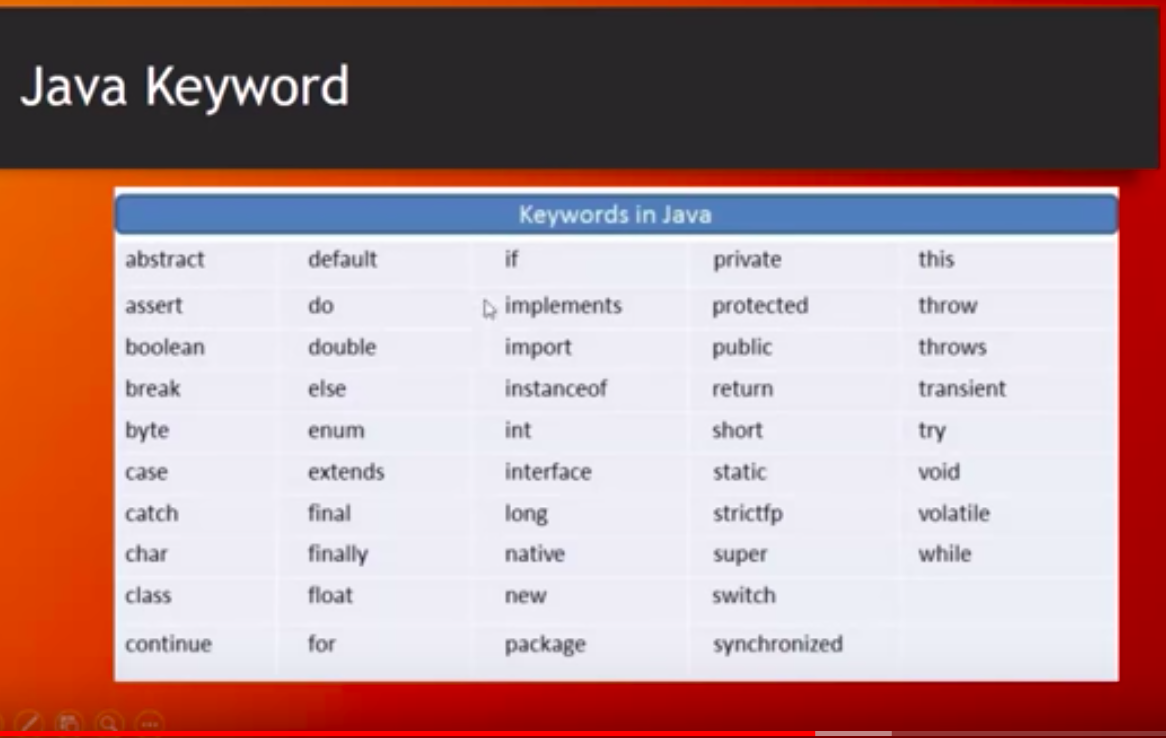 Java Keyword
Keywords in Java
abstract default if private this
assert do implements protected throw
boolean double import public throws
break else instanceof return transient
byte enum int short try
case extends interface static void
catch final long strictfp volatile
char finally native super while
class float new switch
continue for package synchronized